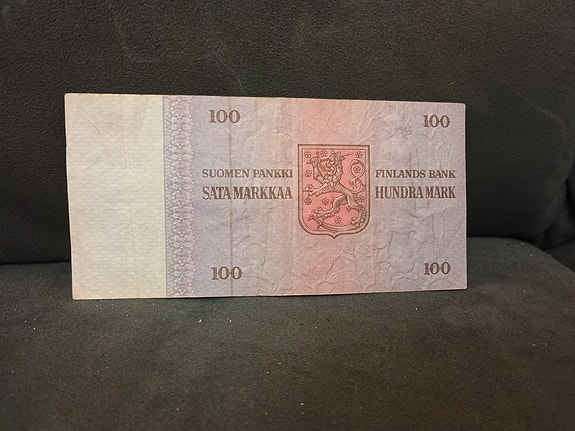 100 100
SUOMEN PANKKI FINLANDS BANK
SATA MARKKAA HUNDRA MARK
100 100